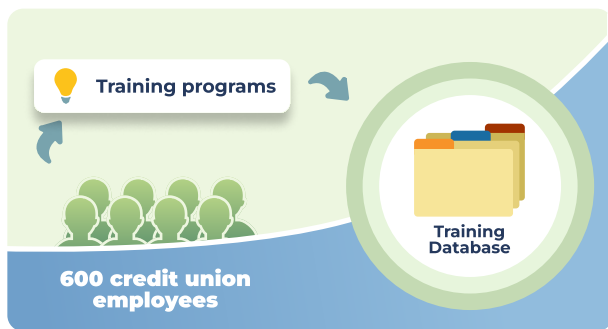 Training programs
Training
Database
600 credit union
employees